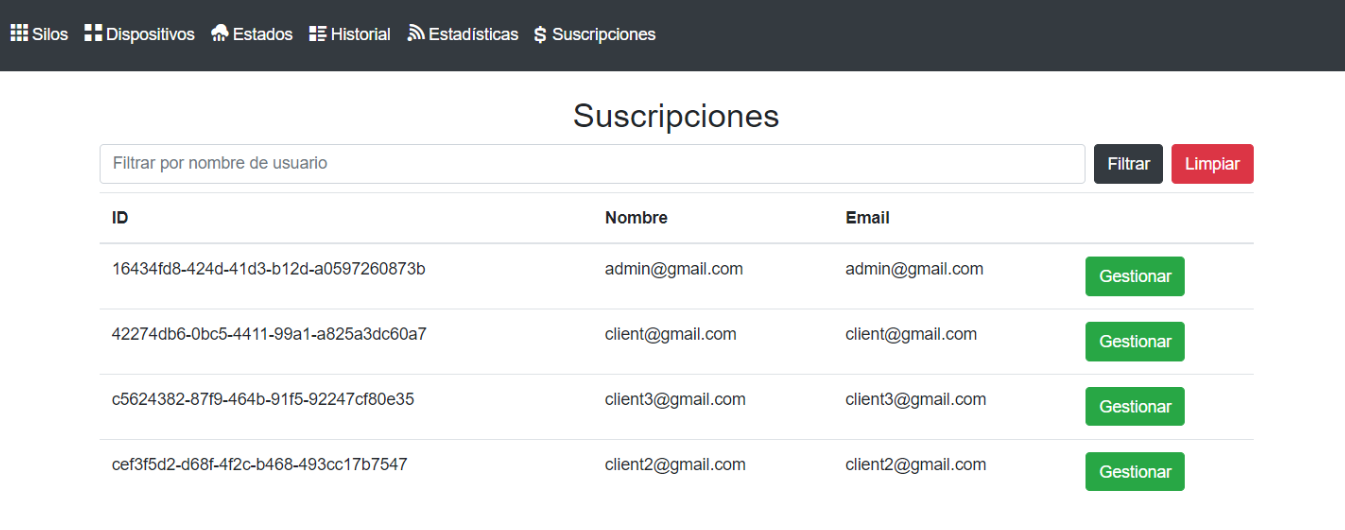 Silos Dispositivos Estados Historial Estadísticas $ Suscripciones
Suscripciones
Filtrar por nombre de usuario Filtrar Limpiar
ID Nombre Email
16434fd8-424d-41d3-b12d-a0597260873b admin@gmail.com admin@gmail.com Gestionar
42274db6-0bc5-4411-99a1-a825a3dc60a7 client@gmail.com client@gmail.com Gestionar
c5624382-87f9-464b-91f5-92247cf80e35 client3@gmail.com client3@gmail.com Gestionar
cef3f5d2-d68f-4f2c-b468-493cc17b7547 client2@gmail.com client2@gmail.com Gestionar